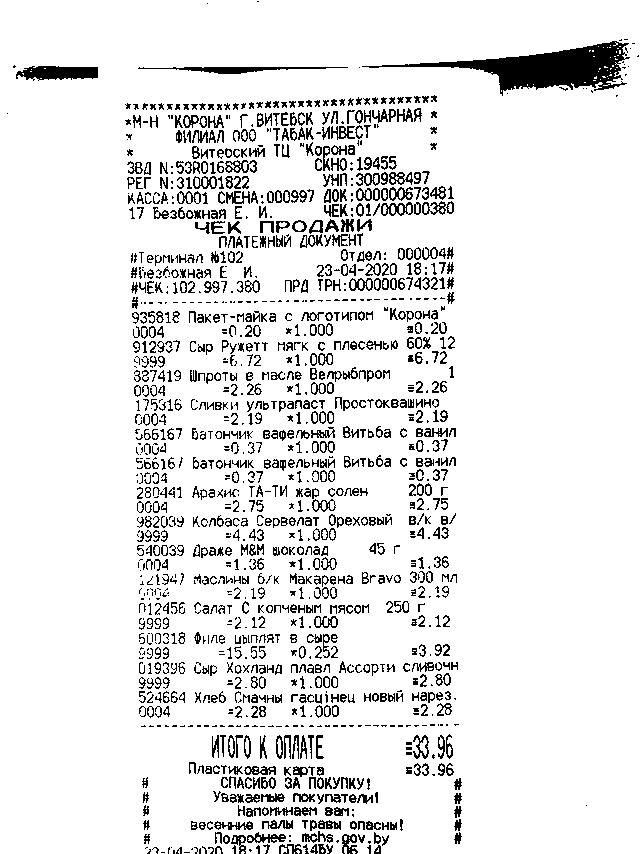 ************************************
*М-Н "КОРОНА" Г.ВИТЕБСК УЛ.ГОНЧАРНАЯ *
* ФИЛИАЛ ООО "ТАБАК-ИНВЕСТ" *
* Витебский ТЦ "Корона" *
ЗВД N:53R0168803 СКНО:19455
РЕГ N:310001822 УНП:300988497
КАССА:0001 СМЕНА:000997 ДОК:000000673481
17 Безбожная Е. И. ЧЕК:01/000000380
ЧЕК ПРОДАЖИ
ПЛАТЕЖНЫЙ ДОКУМЕНТ
#Терминал №102 Отдел: 000004#
#Безбожная Е И. 23-04-2020 18:17#
#ЧЕК:102.997.380 ПРД ТРН:000000674321#
#--------------------------------------#
935818 Пакет-майка с логотипом "Корона"
0004 =0.20 *1.000 =0.20
912937 Сыр Ружетт мягк с плесенью 60% 12
9999 =6.72 *1.000 =6.72
887419 Шпроты в масле Велрыбпром 1
0004 =2.26 *1.000 =2.26
175316 Сливки ультрапаст Простоквашино
0004 =2.19 *1.000 =2.19
566167 Батончик вафельный Витьба с ванил
0004 =0.37 *1.000 =0.37
566167 Батончик вафельный Витьба с ванил
0004 =0.37 *1.000 =0.37
280441 Арахис ТА-ТИ жар солен 200 г
0004 =2.75 *1.000 =2.75
982039 Колбаса Сервелат Ореховый в/к в/
9999 =4.43 *1.000 =4.43
540039 Драже M&M шоколад 45 г
0004 =1.36 *1.000 =1.36
121947 Маслины б/к Макарена Bravo 300 мл
0004 =2.19 *1.000 =2.19
012456 Салат С копченым мясом 250 г
9999 =2.12 *1.000 =2.12
600318 Филе цыплят в сыре
9999 =15.55 *0.252 =3.92
019396 Сыр Хохланд плавл Ассорти сливочн
9999 =2.80 *1.000 =2.80
524664 Хлеб Смачны гасцiнец новый нарез.
0004 =2.28 *1.000 =2.28
----------------------------------------
ИТОГО К ОПЛАТЕ =33.96
Пластиковая карта =33.96
# СПАСИБО ЗА ПОКУПКУ! #
# Уважаемые покупатели! #
# Напоминаем вам: #
# весенние палы травы опасны! #
# Подробнее: mchs.gov.by #
23-04-2020 18:17 СП614БУ 06.14